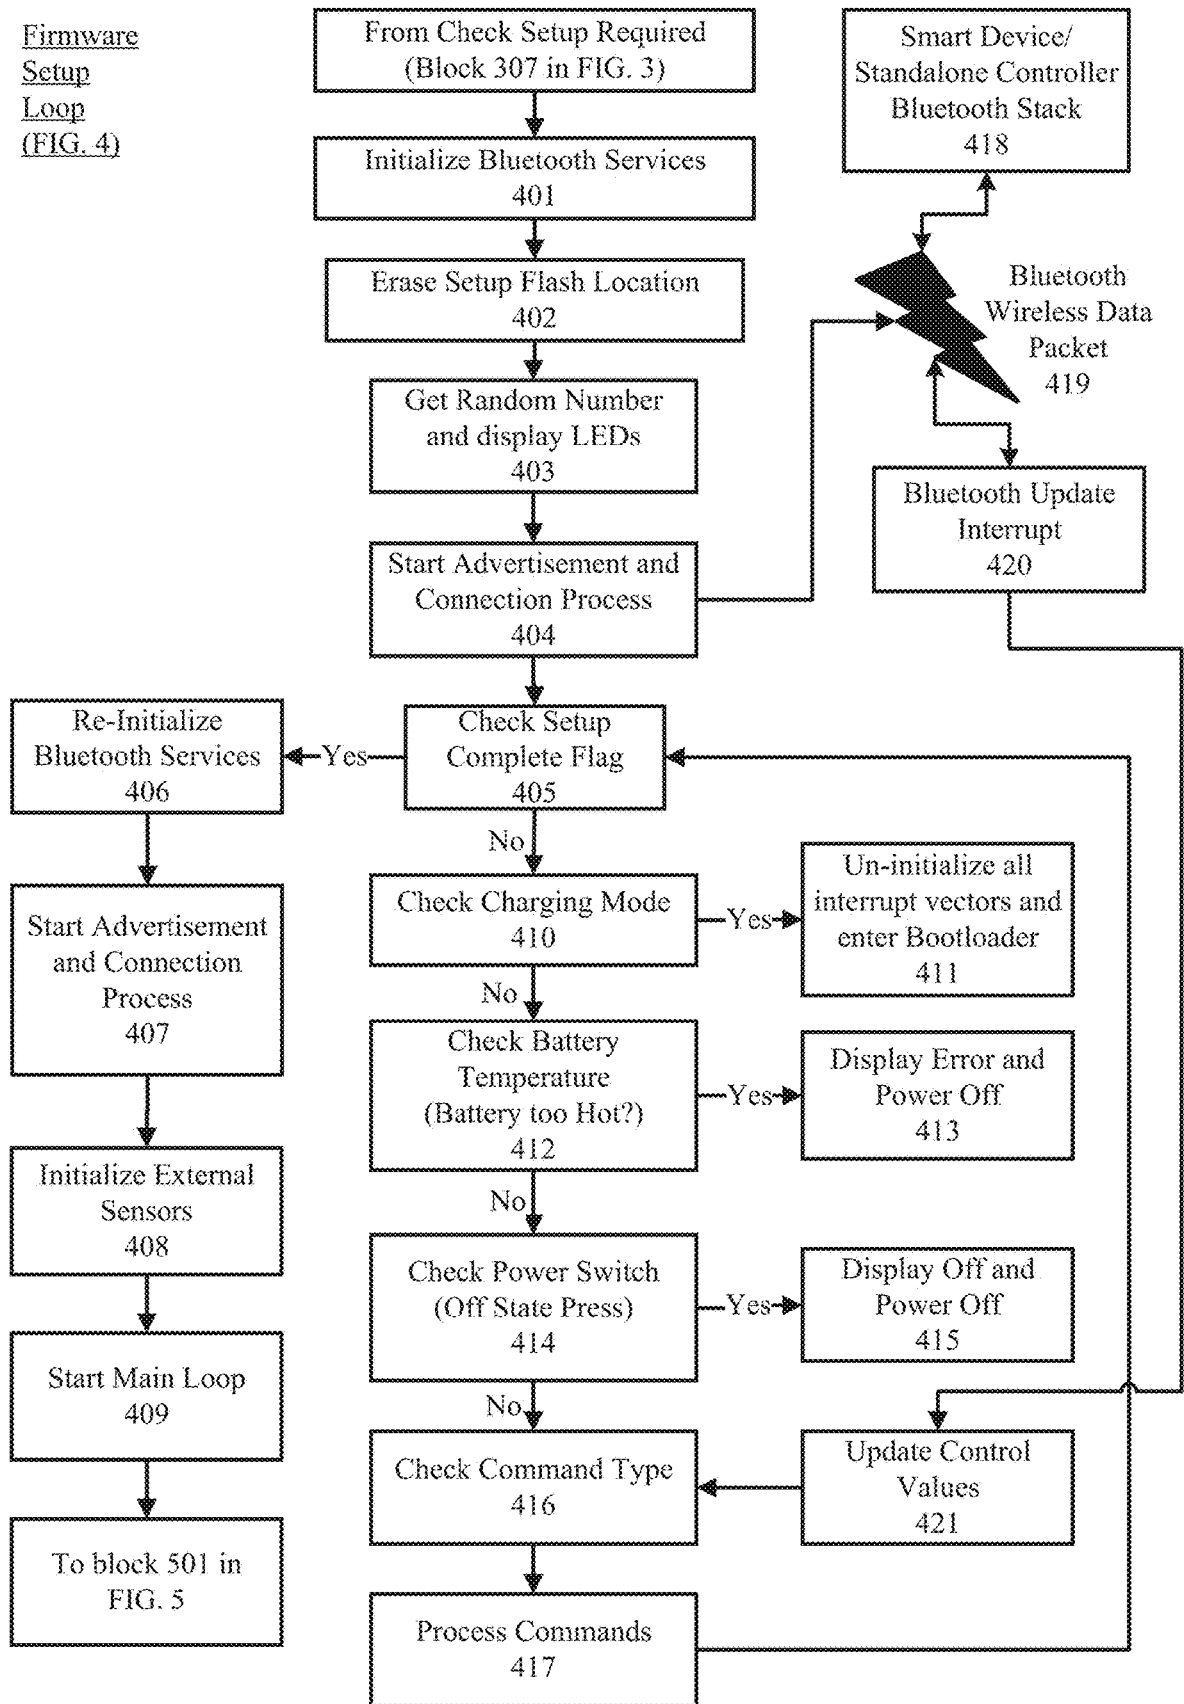 Firmware
Setup
Loop
(FIG. 4)
From Check Setup Required
(Block 307 in FIG. 3)
Initialize Bluetooth Services
401
Erase Setup Flash Location
402
Get Random Number
and display LEDs
403
Start Advertisement and
Connection Process
404
Smart Device/
Standalone Controller
Bluetooth Stack
418
Bluetooth
Wireless Data
Packet
419
Bluetooth Update
Interrupt
420
Check Setup
Complete Flag
405
Yes
Re-Initialize
Bluetooth Services
406
Start Advertisement
and Connection
Process
407
Initialize External
Sensors
408
Start Main Loop
409
To block 501 in
FIG. 5
No
Check Charging Mode
410
Yes
Un-initialize all
interrupt vectors and
enter Bootloader
411
No
Check Battery
Temperature
(Battery too Hot?)
412
Yes
Display Error and
Power Off
413
No
Check Power Switch
(Off State Press)
414
Yes
Display Off and
Power Off
415
No
Check Command Type
416
Update Control
Values
421
Process Commands
417